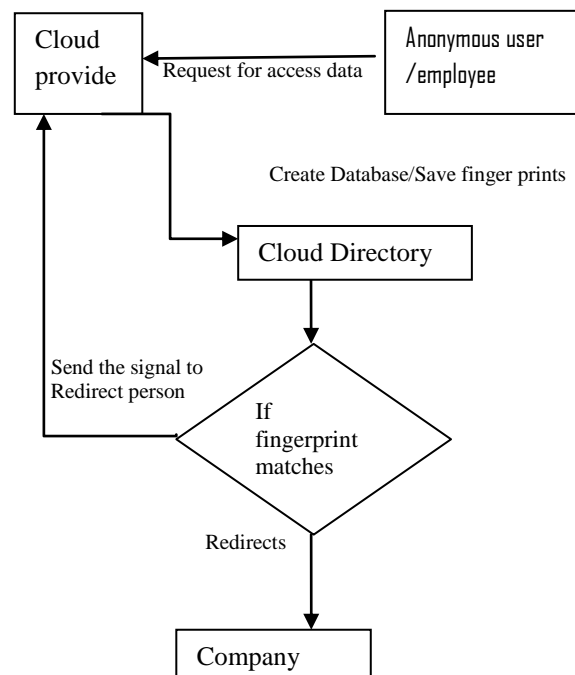 Cloud
provide
Anonymous user
/employee
Request for access data
Create Database/Save finger prints
Cloud Directory
Send the signal to
Redirect person
If
fingerprint
matches
Redirects
Company